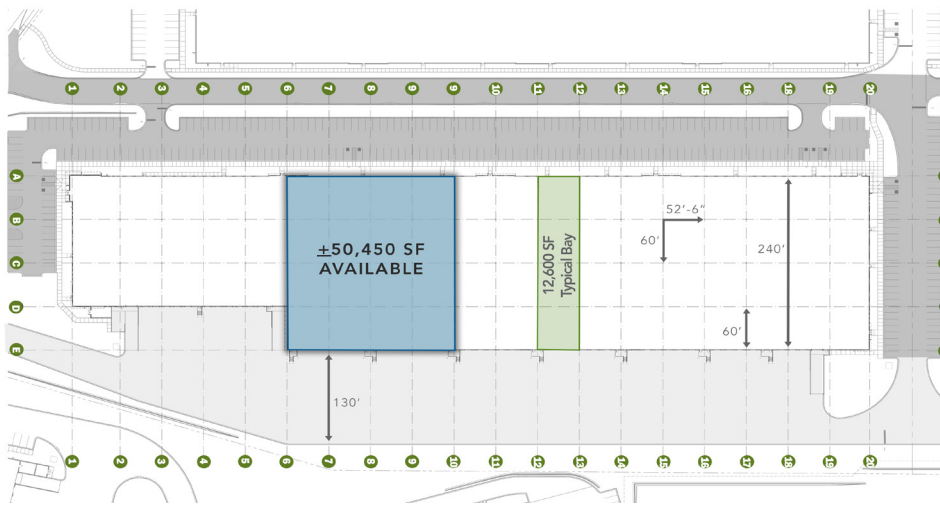 1 2 3 4 5 6 7 8 9 9 10 11 12 13 14 15 16 18 19 20
A
B
C
D
E
±50,450 SF
AVAILABLE
12,600 SF
Typical Bay
52'-6"
60'
240'
60'
130'
1 2 3 4 5 6 7 8 9 10 11 12 13 14 15 16 17 18 19 20